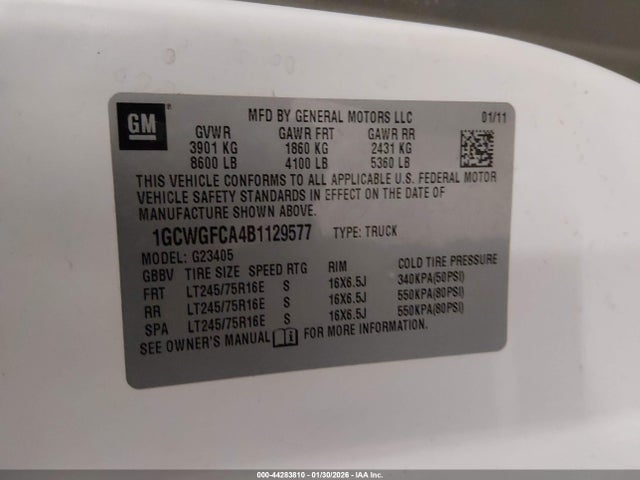 GM
MFD BY GENERAL MOTORS LLC 01/11
GVWR GAWR FRT GAWR RR
3901 KG 1860 KG 2431 KG
8600 LB 4100 LB 5360 LB
THIS VEHICLE CONFORMS TO ALL APPLICABLE U.S. FEDERAL MOTOR
VEHICLE SAFETY STANDARDS IN EFFECT ON THE DATE OF
MANUFACTURE SHOWN ABOVE.
1GCWGFCA4B1129577 TYPE: TRUCK
MODEL: G23405
GBBV TIRE SIZE SPEED RTG RIM COLD TIRE PRESSURE
FRT LT245/75R16E S 16X6.5J 340KPA(50PSI)
RR LT245/75R16E S 16X6.5J 550KPA(80PSI)
SPA LT245/75R16E S 16X6.5J 550KPA(80PSI)
SEE OWNER'S MANUAL FOR MORE INFORMATION.
000-44283810 - 01/30/2026 - IAA Inc.